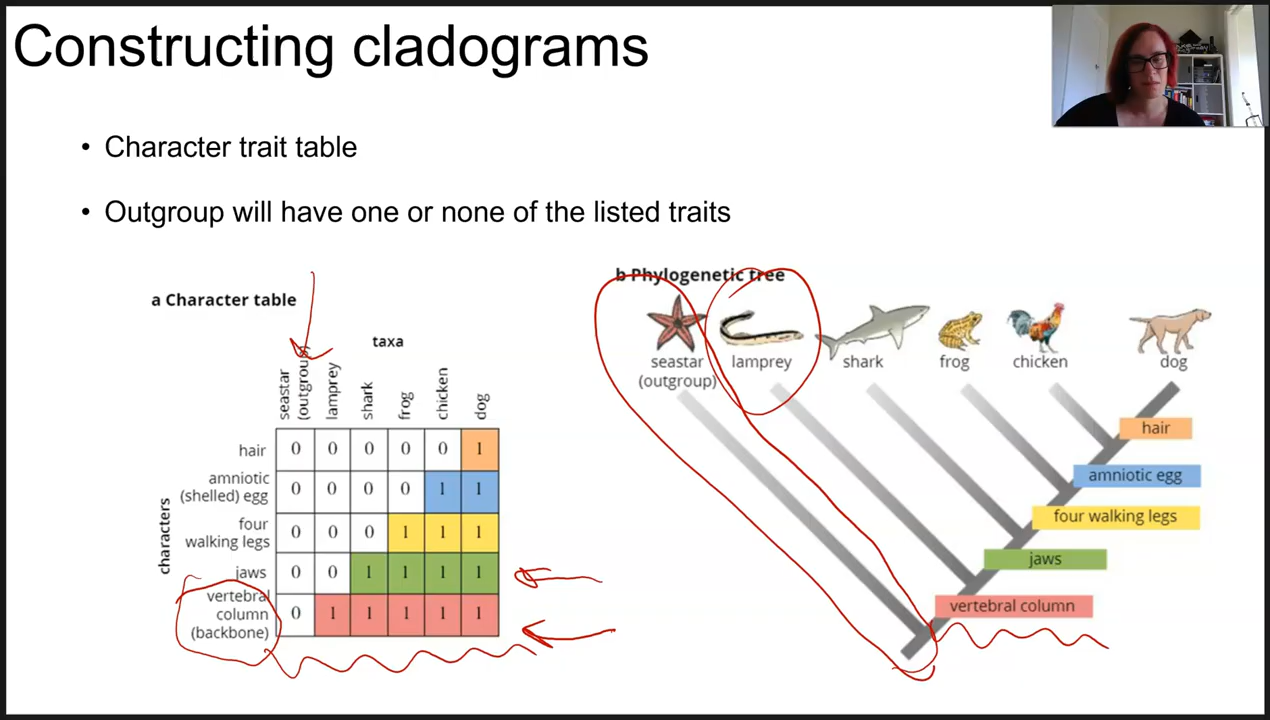 Constructing cladograms
• Character trait table
• Outgroup will have one or none of the listed traits
a Character table
taxa
seastar
(outgroup)
lamprey
shark
frog
chicken
dog
characters
hair 0 0 0 0 0 1
amniotic
(shelled) egg 0 0 0 0 1 1
four
walking legs 0 0 0 1 1 1
jaws 0 0 1 1 1 1
vertebral
column
(backbone) 0 1 1 1 1 1
b Phylogenetic tree
seastar
(outgroup)
lamprey
shark
frog
chicken
dog
hair
amniotic egg
four walking legs
jaws
vertebral column